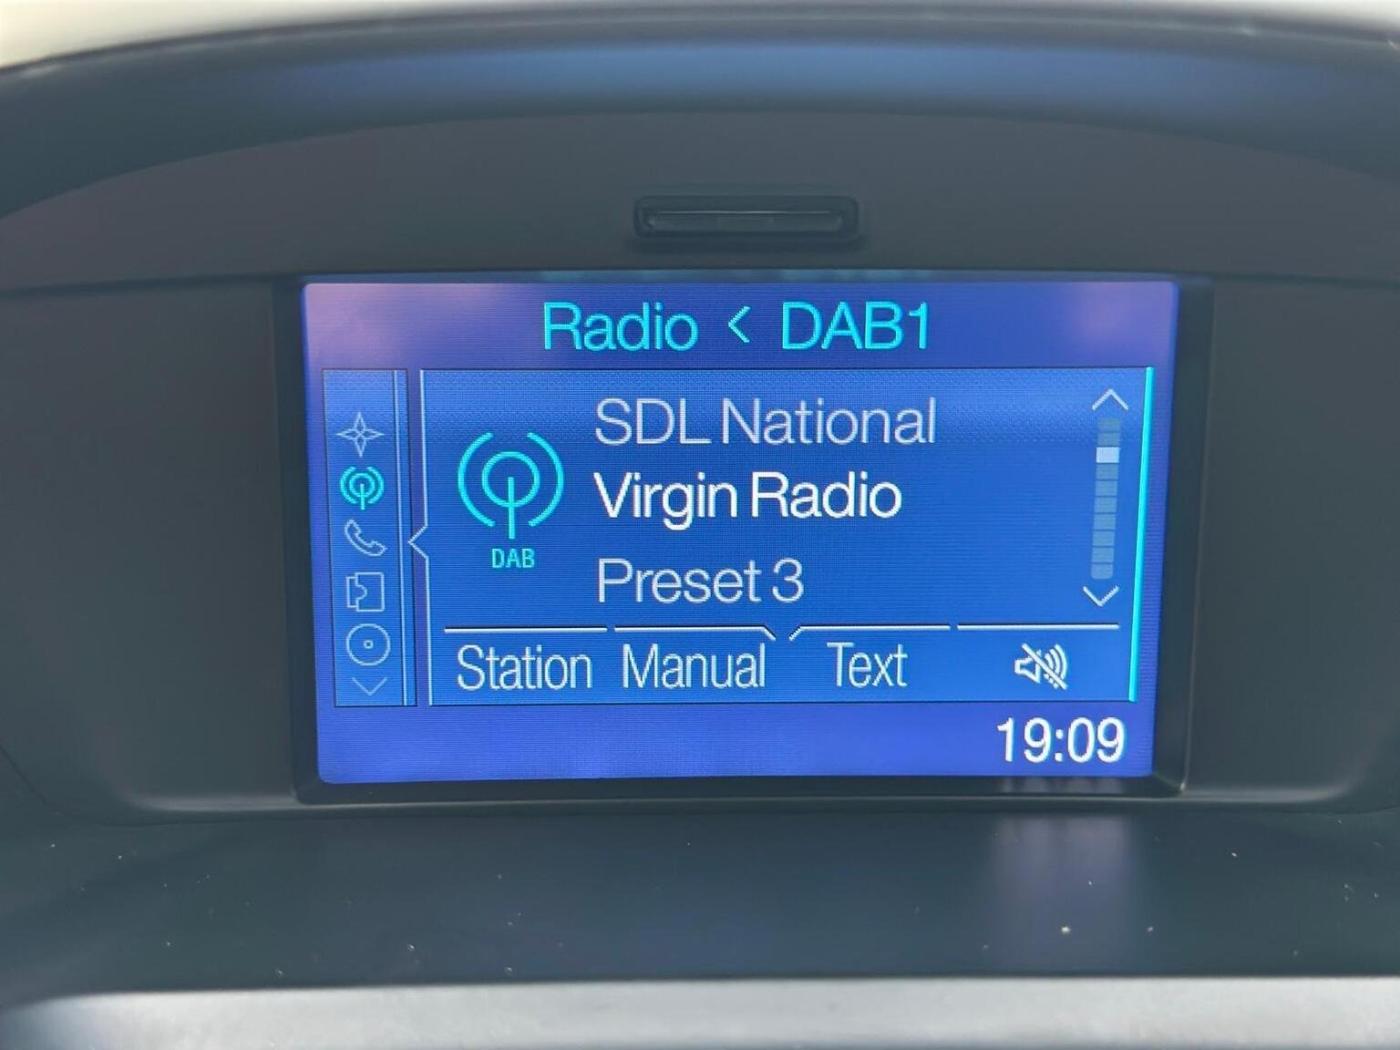 Radio < DAB1
SDL National
Virgin Radio
DAB
Preset 3
Station Manual Text
19:09